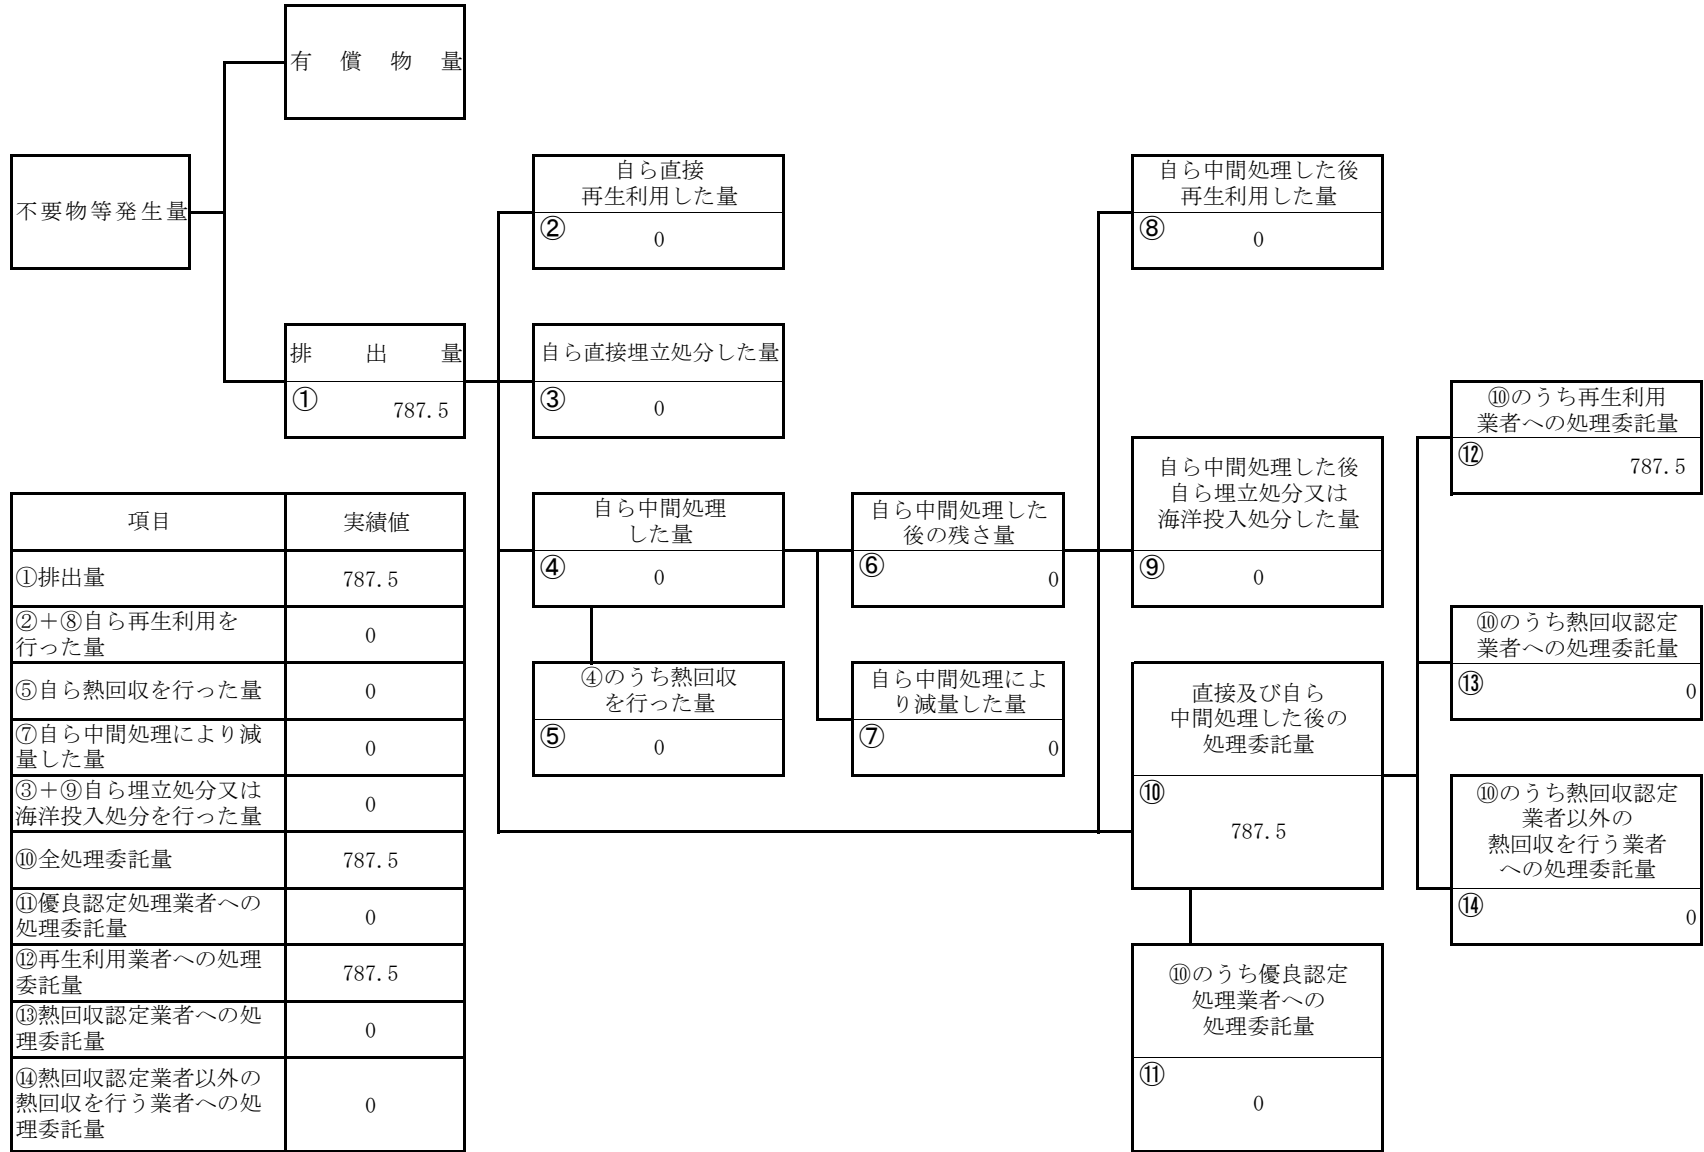 有償物量
不要物等発生量
自ら直接
再生利用した量
②
0
自ら中間処理した後
再生利用した量
⑧
0
排出量
①
787.5
自ら直接埋立処分した量
③
0
⑩のうち再生利用
業者への処理委託量
⑫
787.5
自ら中間処理した後
自ら埋立処分又は
海洋投入処分した量
⑨
0
自ら中間処理
した量
④
0
自ら中間処理した
後の残さ量
⑥
0
⑩のうち熱回収認定
業者への処理委託量
⑬
0
④のうち熱回収
を行った量
⑤
0
自ら中間処理によ
り減量した量
⑦
0
直接及び自ら
中間処理した後の
処理委託量
⑩
787.5
⑩のうち熱回収認定
業者以外の
熱回収を行う業者
への処理委託量
⑭
0
⑩のうち優良認定
処理業者への
処理委託量
⑪
0
項目 実績値
①排出量 787.5
②＋⑧自ら再生利用を
行った量
0
⑤自ら熱回収を行った量 0
⑦自ら中間処理により減
量した量
0
③＋⑨自ら埋立処分又は
海洋投入処分を行った量
0
⑩全処理委託量 787.5
⑪優良認定処理業者への
処理委託量
0
⑫再生利用業者への処理
委託量
787.5
⑬熱回収認定業者への処
理委託量
0
⑭熱回収認定業者以外の
熱回収を行う業者への処
理委託量
0